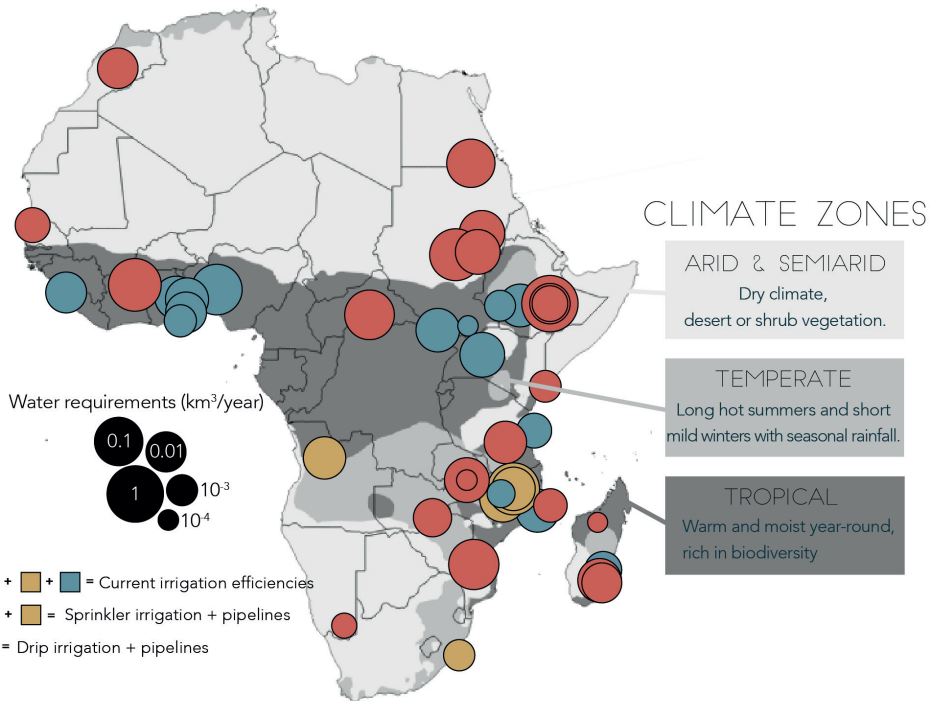 CLIMATE ZONES
ARID & SEMIARID
Dry climate,
desert or shrub vegetation.
TEMPERATE
Long hot summers and short
mild winters with seasonal rainfall.
TROPICAL
Warm and moist year-round,
rich in biodiversity
Water requirements (km³/year)
0.1
0.01
1
10⁻³
10⁻⁴
+ + = Current irrigation efficiencies
+ = Sprinkler irrigation + pipelines
= Drip irrigation + pipelines